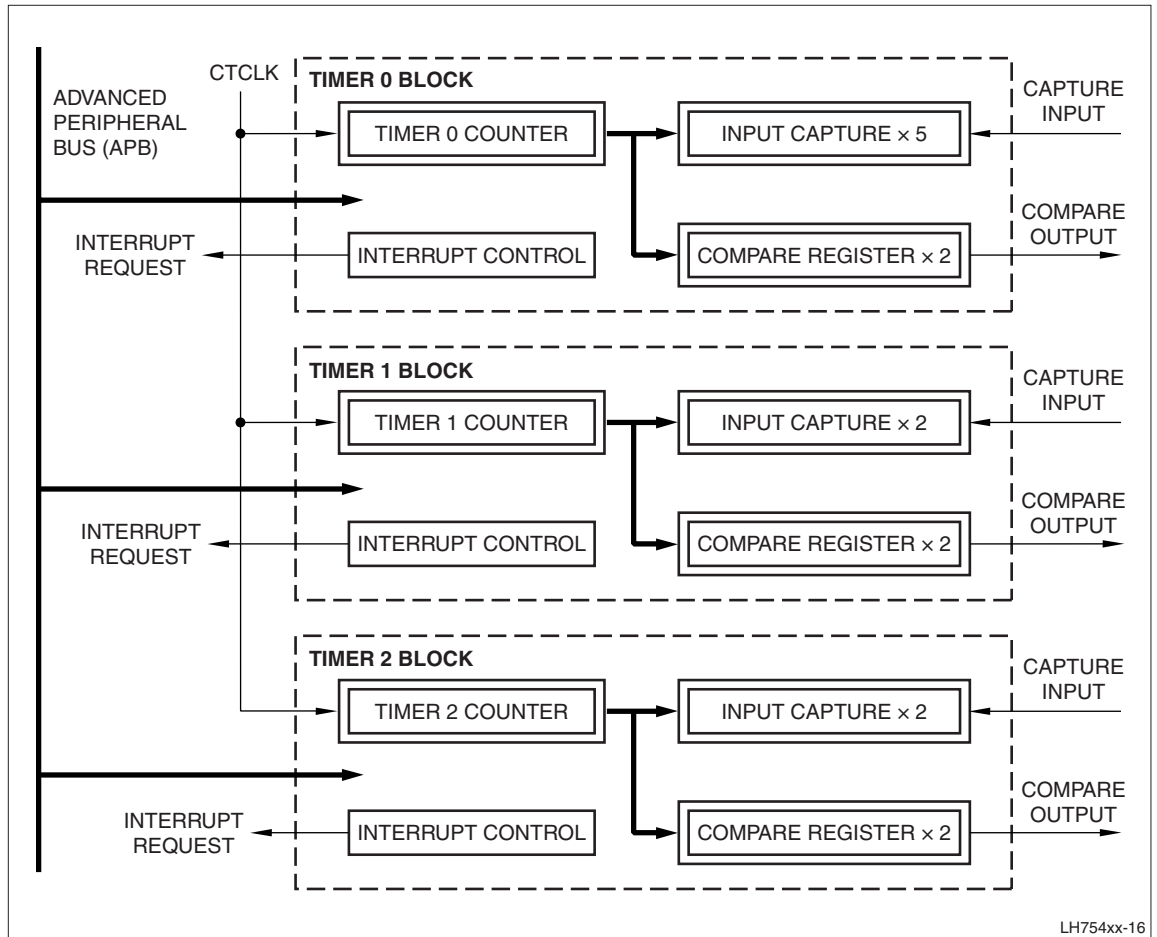 CTCLK
ADVANCED
PERIPHERAL
BUS (APB)
TIMER 0 BLOCK
TIMER 0 COUNTER
INPUT CAPTURE × 5
CAPTURE
INPUT
INTERRUPT
REQUEST
INTERRUPT CONTROL
COMPARE REGISTER × 2
COMPARE
OUTPUT
TIMER 1 BLOCK
TIMER 1 COUNTER
INPUT CAPTURE × 2
CAPTURE
INPUT
INTERRUPT
REQUEST
INTERRUPT CONTROL
COMPARE REGISTER × 2
COMPARE
OUTPUT
TIMER 2 BLOCK
TIMER 2 COUNTER
INPUT CAPTURE × 2
CAPTURE
INPUT
INTERRUPT
REQUEST
INTERRUPT CONTROL
COMPARE REGISTER × 2
COMPARE
OUTPUT
LH754xx-16